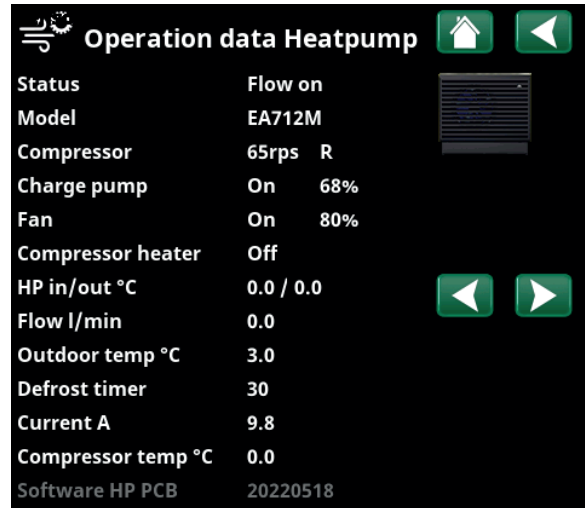 Operation data Heatpump
Status Flow on
Model EA712M
Compressor 65rps R
Charge pump On 68%
Fan On 80%
Compressor heater Off
HP in/out °C 0.0 / 0.0
Flow l/min 0.0
Outdoor temp °C 3.0
Defrost timer 30
Current A 9.8
Compressor temp °C 0.0
Software HP PCB 20220518